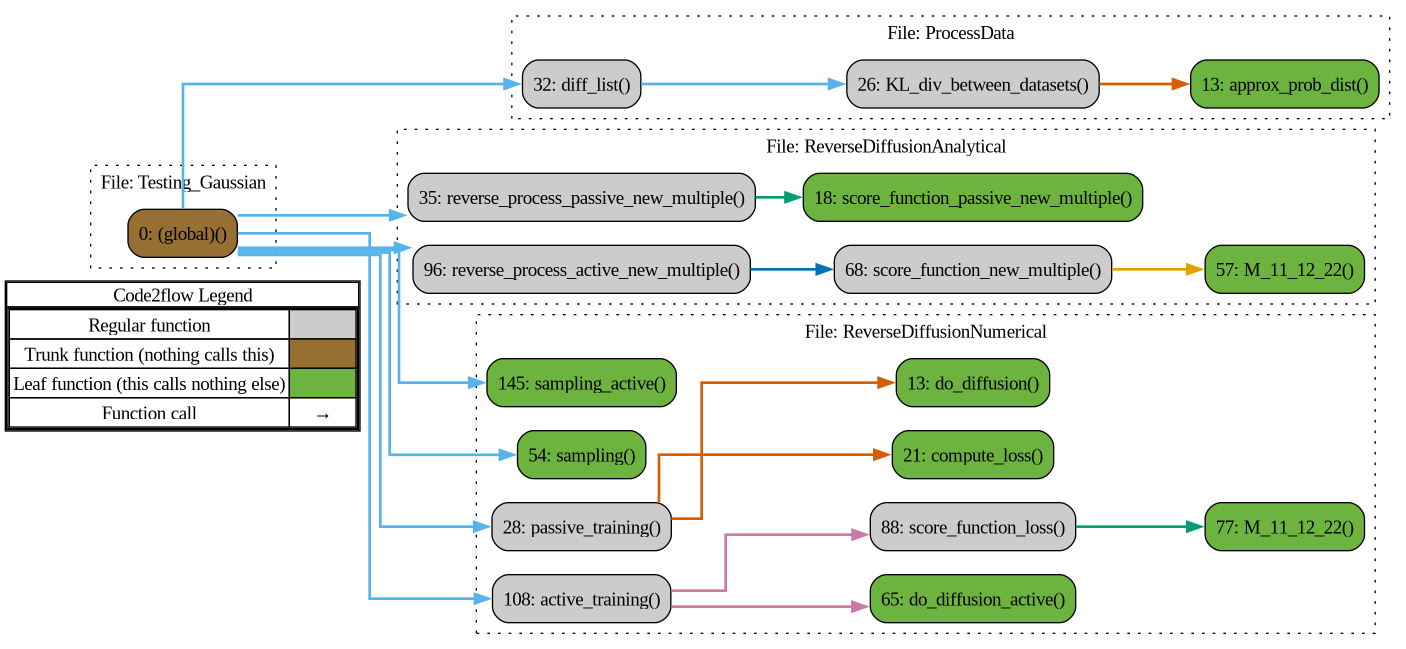 File: ProcessData
32: diff_list()
26: KL_div_between_datasets()
13: approx_prob_dist()
File: ReverseDiffusionAnalytical
File: Testing_Gaussian
35: reverse_process_passive_new_multiple()
18: score_function_passive_new_multiple()
0: (global)()
96: reverse_process_active_new_multiple()
68: score_function_new_multiple()
57: M_11_12_22()
Code2flow Legend
Regular function
Trunk function (nothing calls this)
Leaf function (this calls nothing else)
Function call →
File: ReverseDiffusionNumerical
145: sampling_active()
13: do_diffusion()
54: sampling()
21: compute_loss()
28: passive_training()
88: score_function_loss()
77: M_11_12_22()
108: active_training()
65: do_diffusion_active()